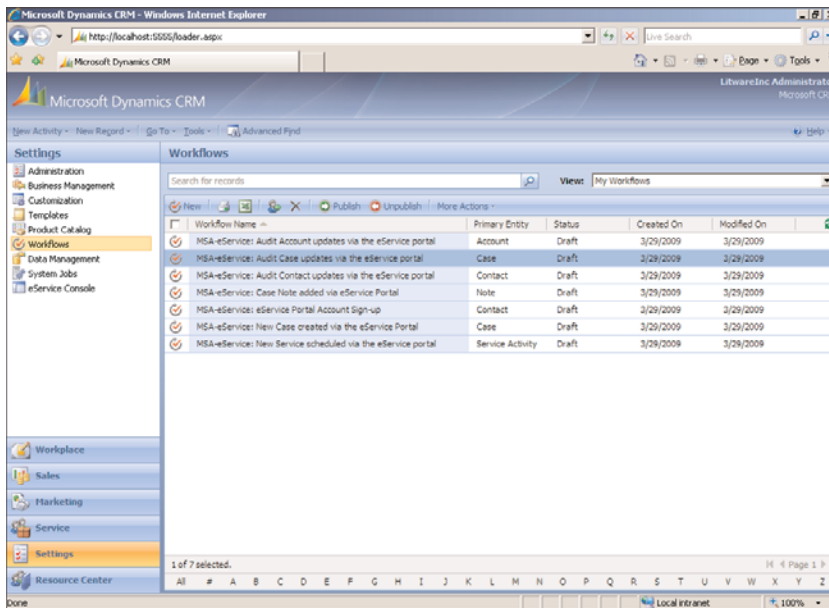 Microsoft Dynamics CRM - Windows Internet Explorer
http://localhost:5555/loader.aspx
Live Search
Microsoft Dynamics CRM
Page
Tools
Microsoft Dynamics CRM
LitwareInc Administrat
Microsoft CR
New Activity
New Record
Go To
Tools
Advanced Find
Help
Settings
Workflows
Administration
Business Management
Customization
Templates
Product Catalog
Workflows
Data Management
System Jobs
eService Console
Search for records
View: My Workflows
New
Publish
Unpublish
More Actions
Workflow Name Primary Entity Status Created On Modified On
MSA-eService: Audit Account updates via the eService portal Account Draft 3/29/2009 3/29/2009
MSA-eService: Audit Case updates via the eService portal Case Draft 3/29/2009 3/29/2009
MSA-eService: Audit Contact updates via the eService portal Contact Draft 3/29/2009 3/29/2009
MSA-eService: Case Note added via eService Portal Note Draft 3/29/2009 3/29/2009
MSA-eService: eService Portal Account Sign-up Contact Draft 3/29/2009 3/29/2009
MSA-eService: New Case created via the eService Portal Case Draft 3/29/2009 3/29/2009
MSA-eService: New Service scheduled via the eService portal Service Activity Draft 3/29/2009 3/29/2009
Workplace
Sales
Marketing
Service
Settings
Resource Center
1 of 7 selected.
Page 1
All # A B C D E F G H I J K L M N O P Q R S T U V W X Y Z
Done
Local intranet
100%